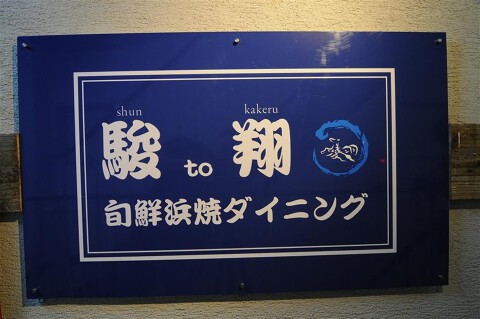 shun kakeru
駿 to 翔
旬鮮浜焼ダイニング